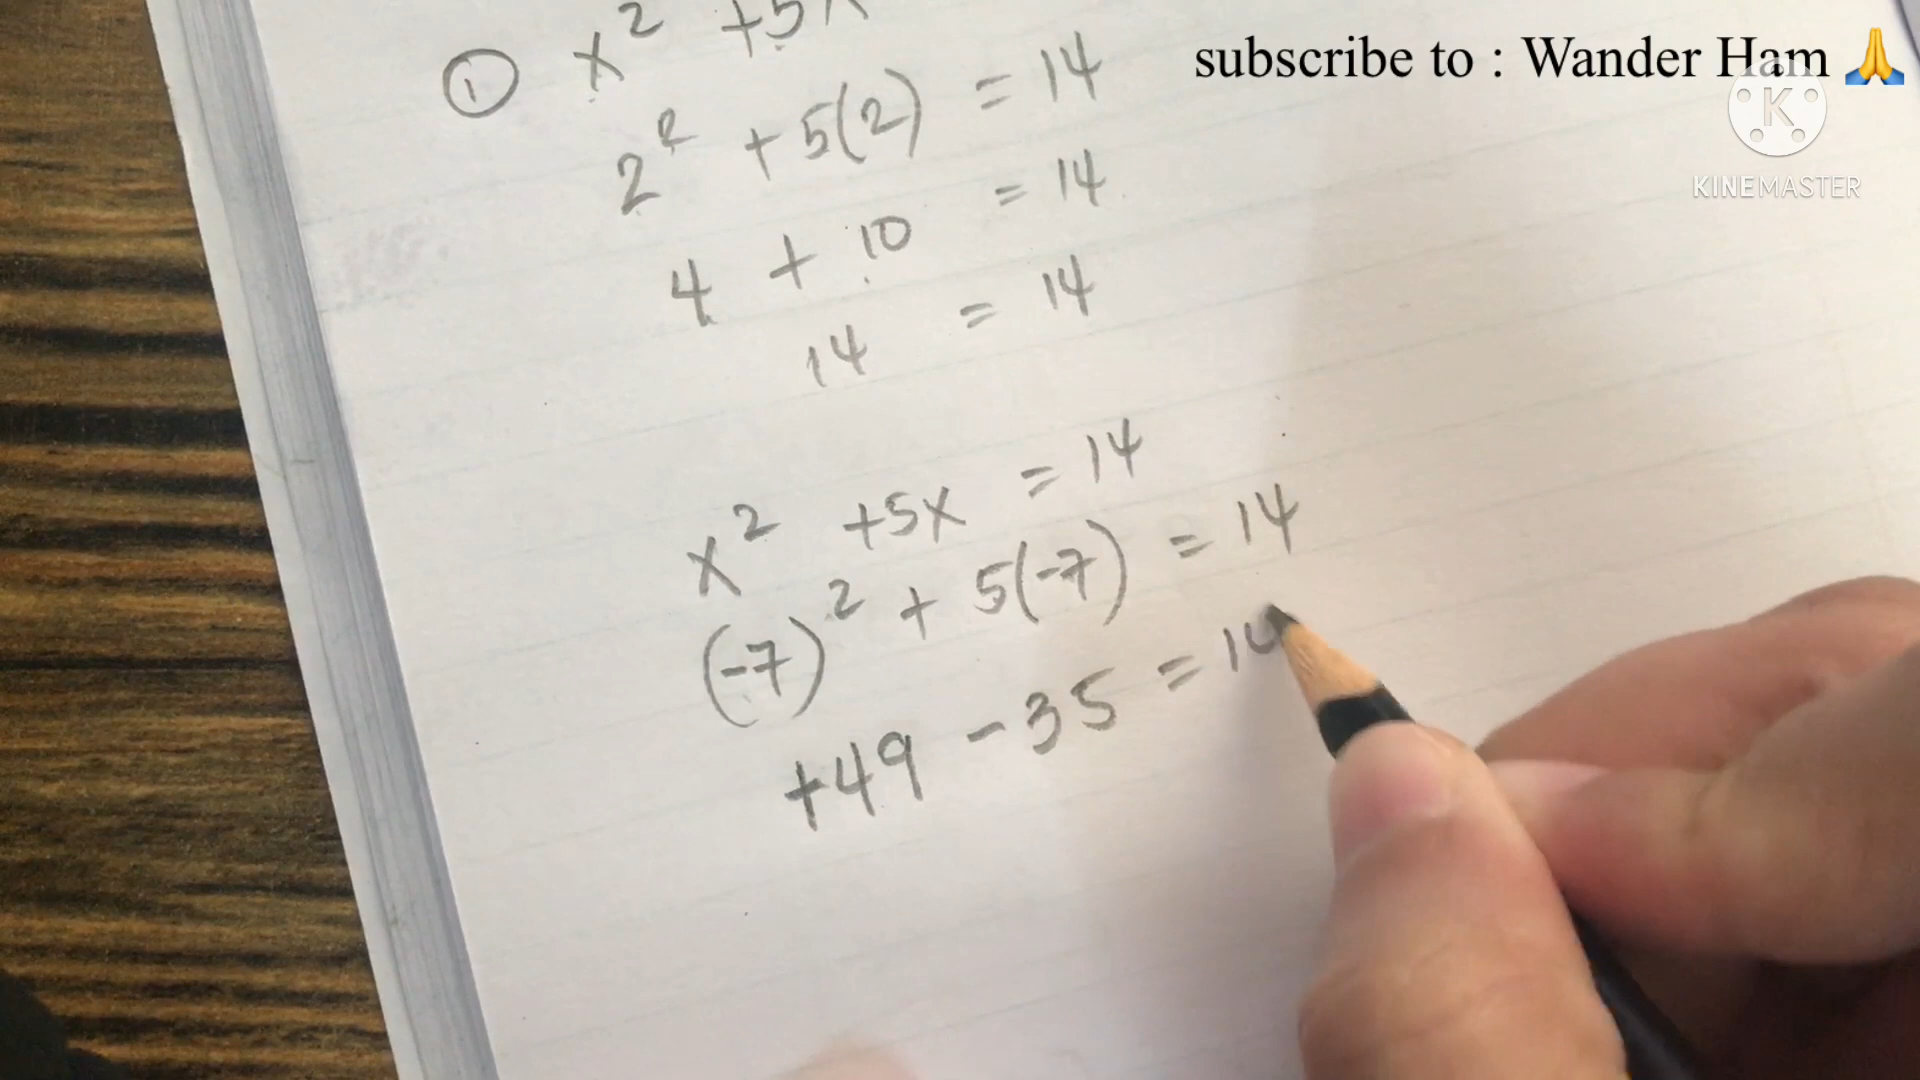 subscribe to : Wander Ham 🙏
KINEMASTER
① x² +5x
2² + 5(2) = 14
4 + 10 = 14
14 = 14
x² +5x = 14
(-7)² + 5(-7) = 14
+49 - 35 = 14